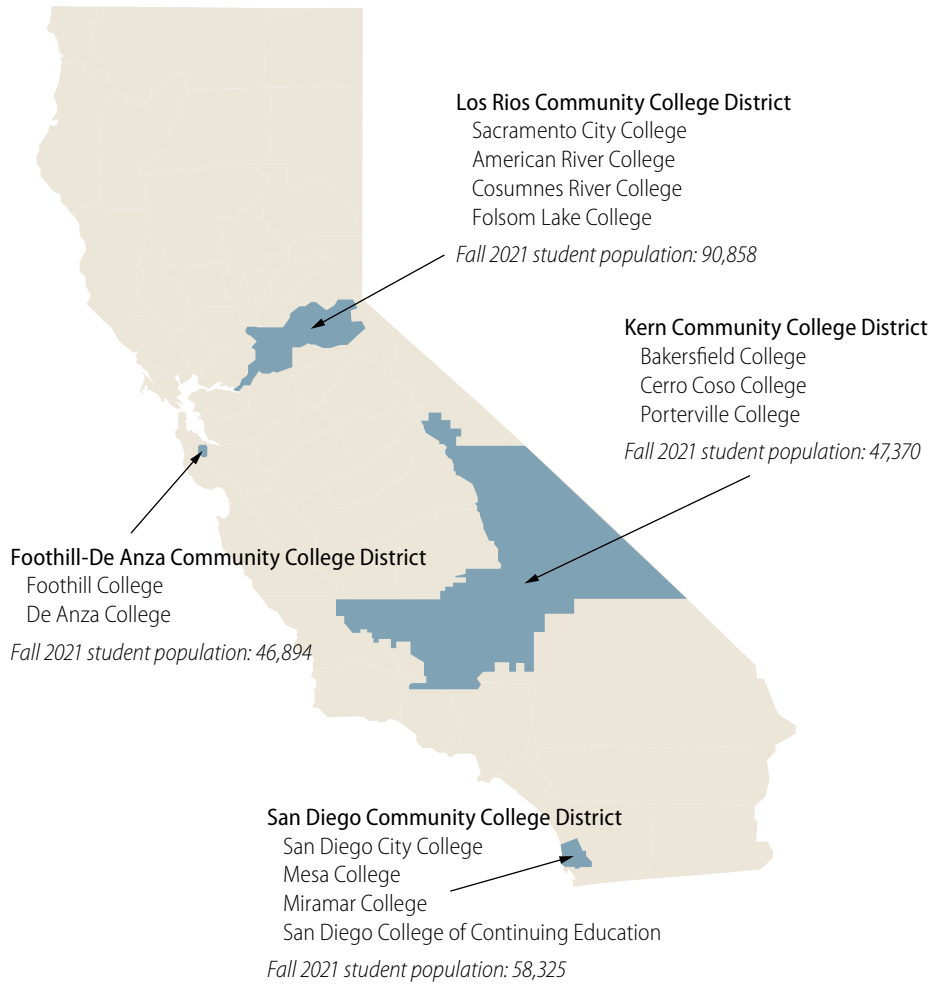 Los Rios Community College District
Sacramento City College
American River College
Cosumnes River College
Folsom Lake College
Fall 2021 student population: 90,858
Kern Community College District
Bakersfield College
Cerro Coso College
Porterville College
Fall 2021 student population: 47,370
Foothill-De Anza Community College District
Foothill College
De Anza College
Fall 2021 student population: 46,894
San Diego Community College District
San Diego City College
Mesa College
Miramar College
San Diego College of Continuing Education
Fall 2021 student population: 58,325